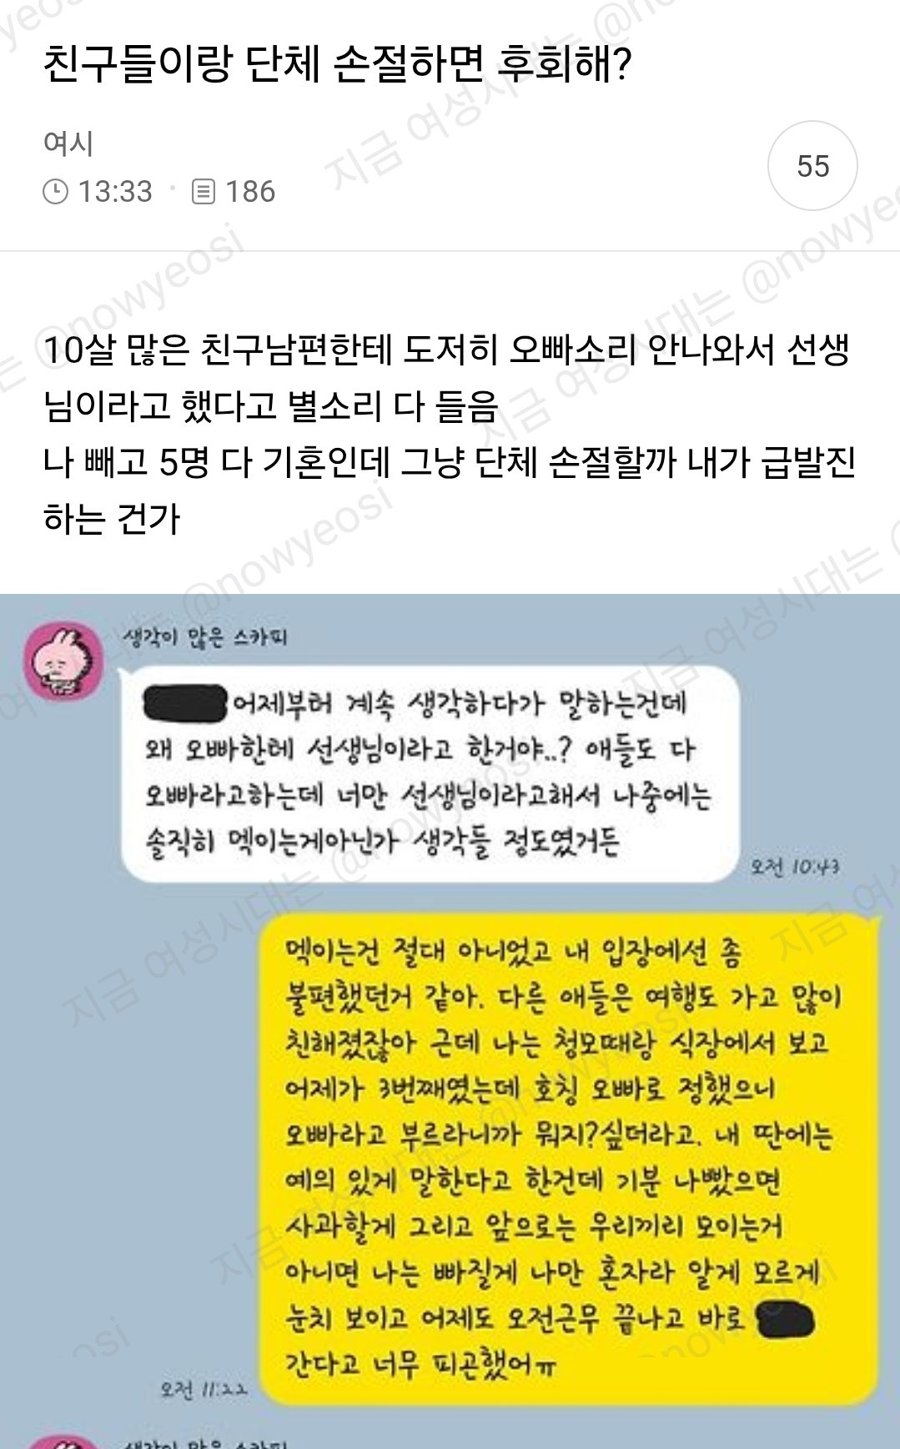 친구들이랑 단체 손절하면 후회해?
여시
13:33 · 186
55
10살 많은 친구남편한테 도저히 오빠소리 안나와서 선생
님이라고 했다고 별소리 다 들음
나 빼고 5명 다 기혼인데 그냥 단체 손절할까 내가 급발진
하는 건가
생각이 많은 스카피
어제부터 계속 생각하다가 말하는건데
왜 오빠한테 선생님이라고 한거야..? 애들도 다
오빠라고하는데 너만 선생님이라고해서 나중에는
솔직히 멕이는게아닌가 생각들 정도였거든
오전 10:43
멕이는건 절대 아니었고 내 입장에선 좀
불편했던거 같아. 다른 애들은 여행도 가고 많이
친해졌잖아 근데 나는 청모때랑 식장에서 보고
어제가 3번째였는데 호칭 오빠로 정했으니
오빠라고 부르라니까 뭐지?싶더라고. 내 딴에는
예의 있게 말한다고 한건데 기분 나빴으면
사과할게 그리고 앞으로는 우리끼리 모이는거
아니면 나는 빠질게 나만 혼자라 알게 모르게
눈치 보이고 어제도 오전근무 끝나고 바로
간다고 너무 피곤했어ㅠ
오전 11:22
생각이 많은 스카피
지금 여성시대는 @nowyeosi